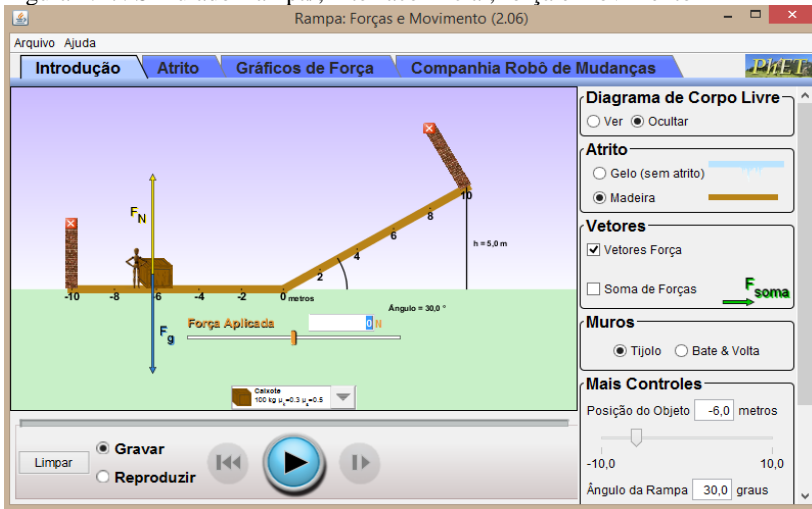 Rampa: Forças e Movimento (2.06)
Arquivo Ajuda
Introdução Atrito Gráficos de Força Companhia Robô de Mudanças PhET
Diagrama de Corpo Livre
Ver Ocultar
Atrito
Gelo (sem atrito)
Madeira
Vetores
Vetores Força
Soma de Forças Fsoma
Muros
Tijolo Bate & Volta
Mais Controles
Posição do Objeto -6,0 metros
-10,0 10,0
Ângulo da Rampa 30,0 graus
FN
10
8
6
4
2
h = 5,0 m
-10 -8 -6 -4 -2 0 metros
Ângulo = 30,0 °
Fg
Força Aplicada 0 N
Caixote
100 kg
Limpar
Gravar
Reproduzir